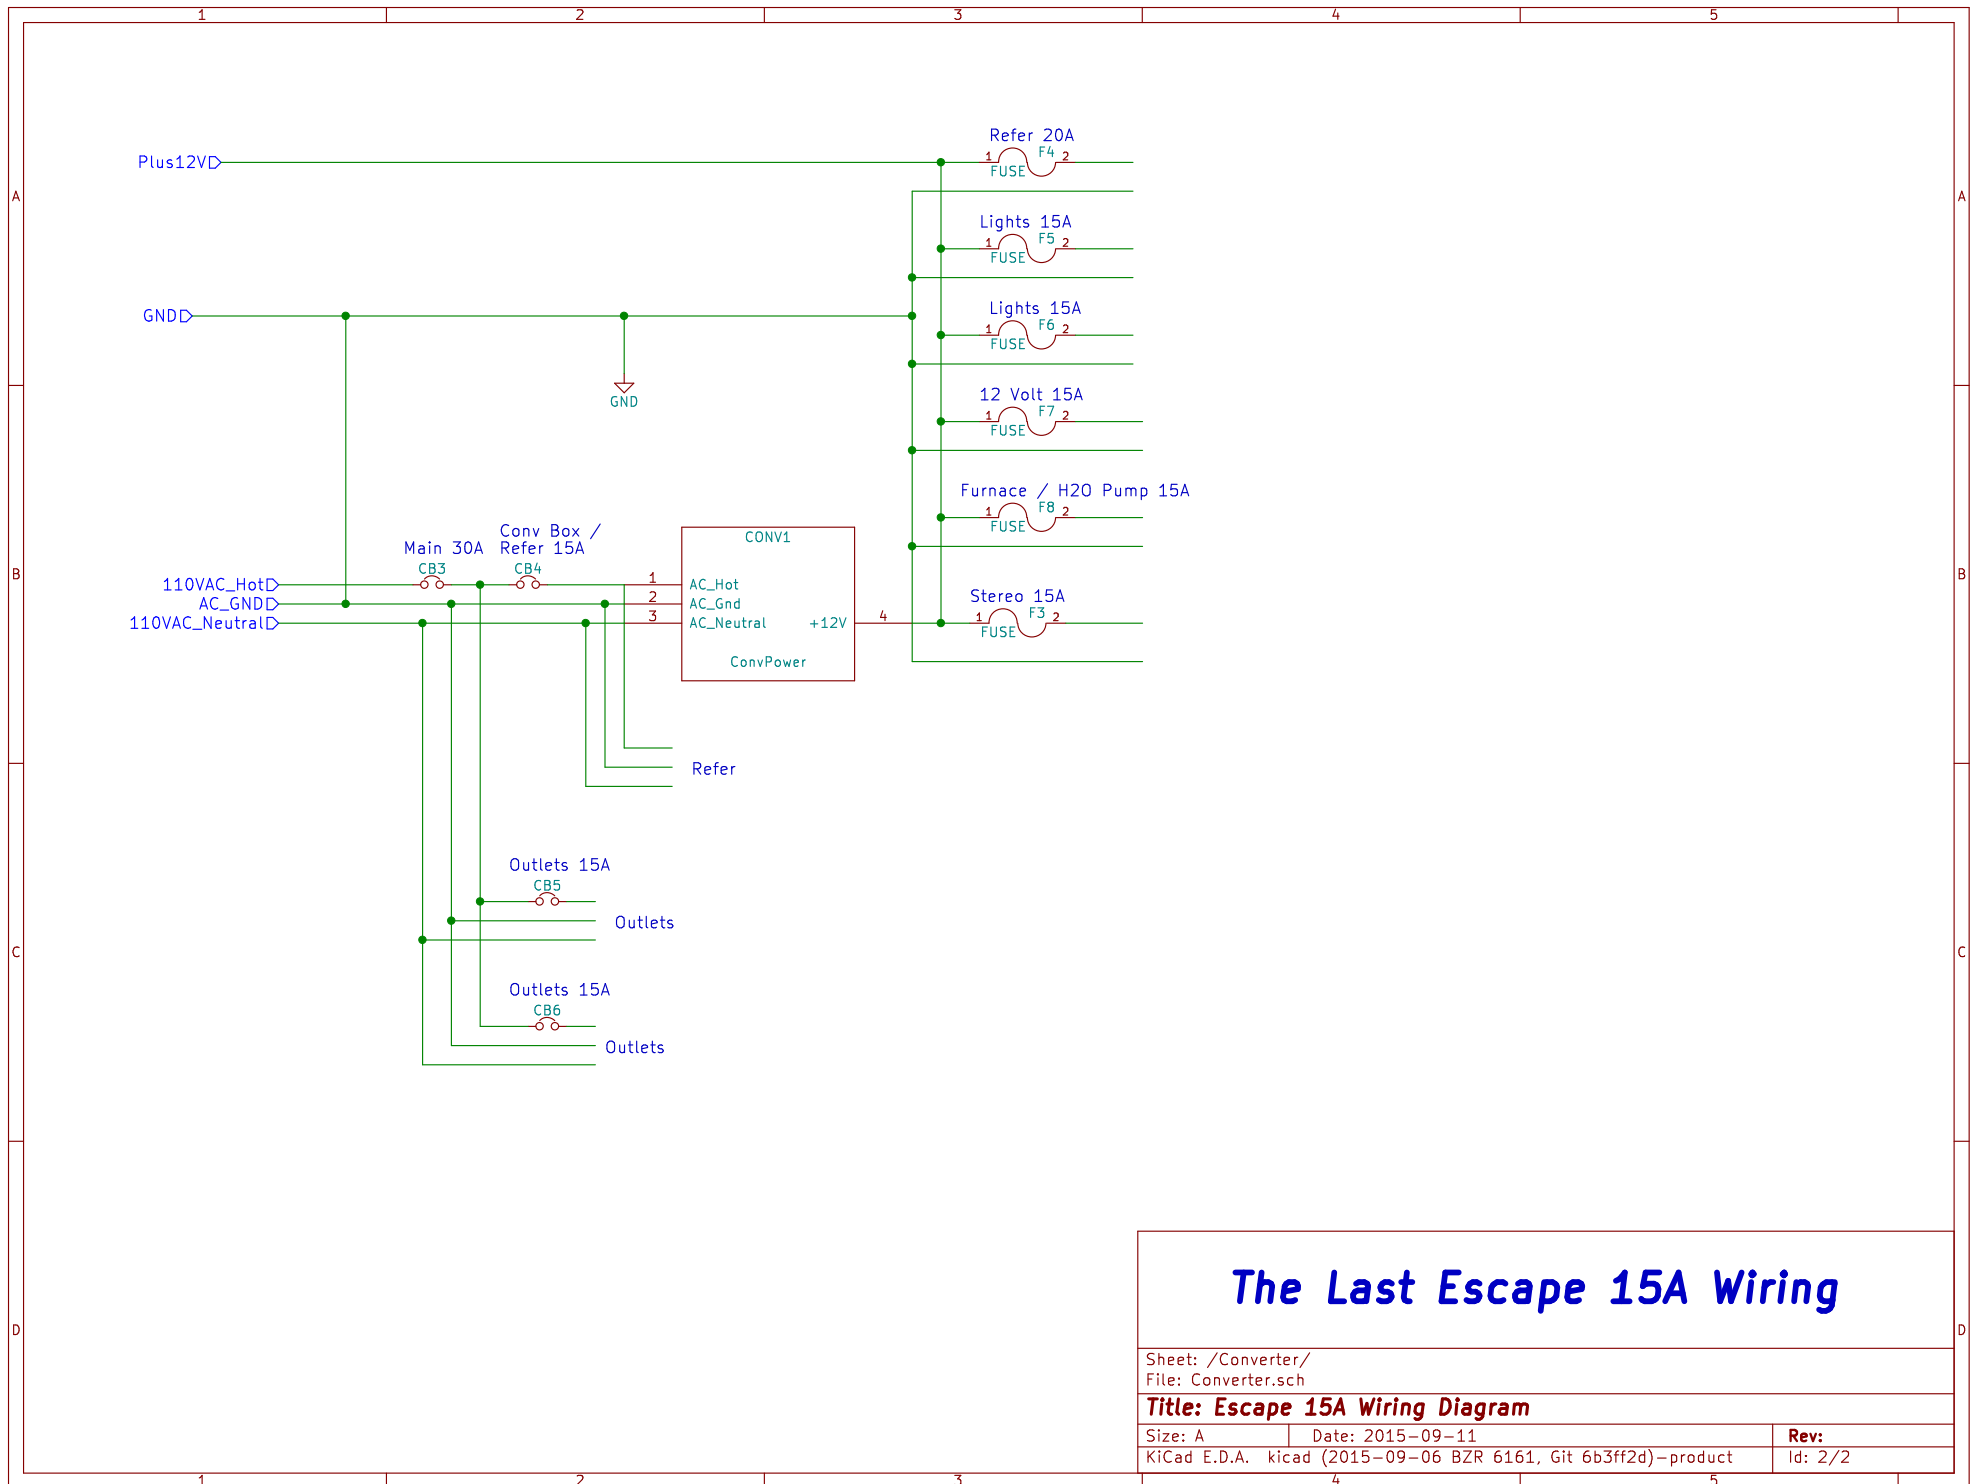 1 2 3 4 5
A A
B B
C C
D D
Refer 20A
Plus12V 1 F4 2
FUSE
Lights 15A
1 F5 2
FUSE
GND
Lights 15A
1 F6 2
FUSE
GND
12 Volt 15A
1 F7 2
FUSE
Furnace / H2O Pump 15A
1 F8 2
FUSE
Main 30A
CB3
Conv Box /
Refer 15A
CB4
110VAC_Hot
AC_GND
110VAC_Neutral
CONV1
1 AC_Hot
2 AC_Gnd
3 AC_Neutral +12V 4
ConvPower
Stereo 15A
1 F3 2
FUSE
Refer
Outlets 15A
CB5
Outlets
Outlets 15A
CB6
Outlets
The Last Escape 15A Wiring
Sheet: /Converter/
File: Converter.sch
Title: Escape 15A Wiring Diagram
Size: A Date: 2015-09-11 Rev:
KiCad E.D.A. kicad (2015-09-06 BZR 6161, Git 6b3ff2d)-product Id: 2/2
1 2 3 4 5